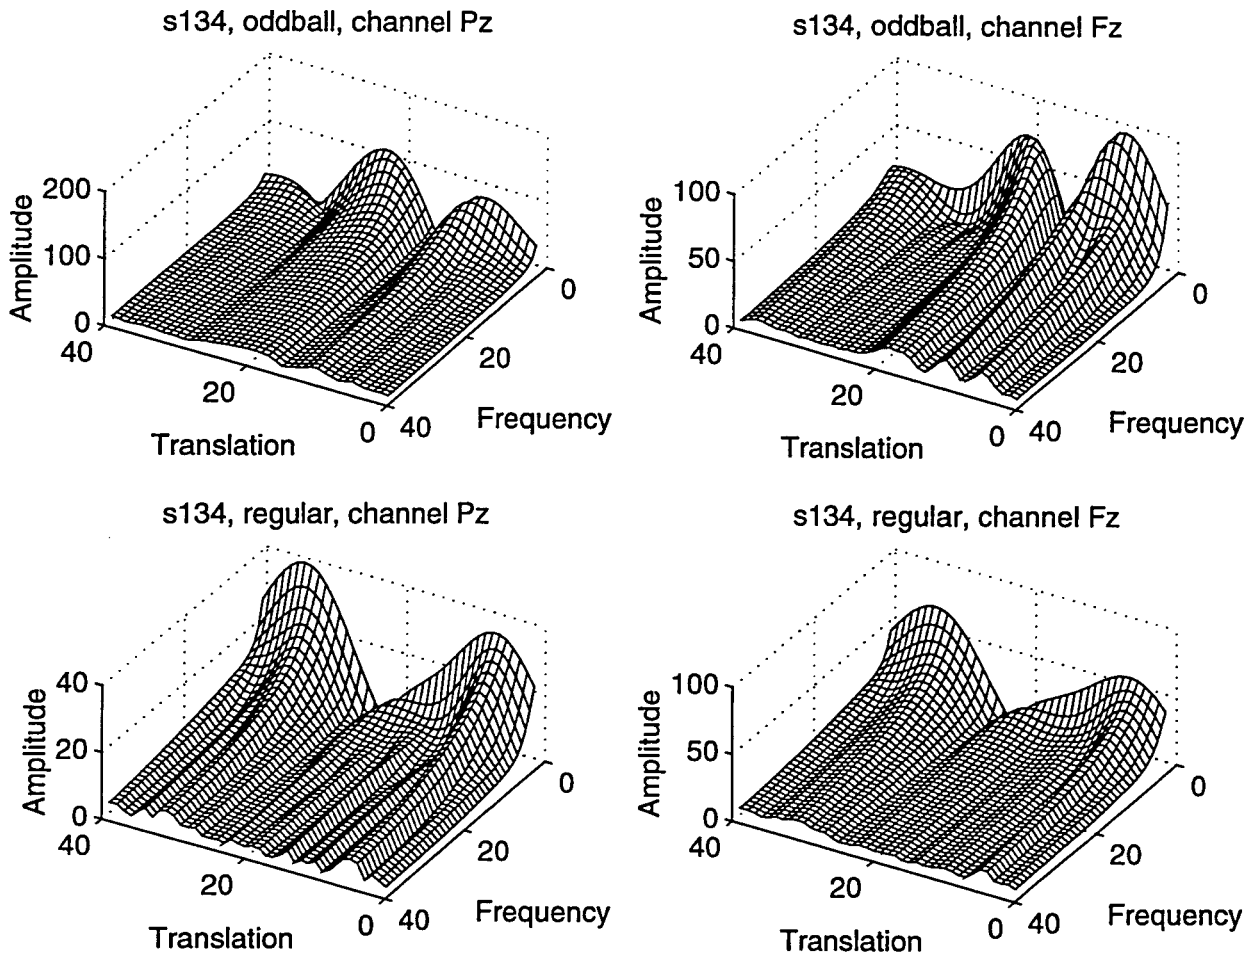 s134, oddball, channel Pz
Amplitude
200
100
0
40
20
0
Translation
40
20
0
Frequency
s134, oddball, channel Fz
Amplitude
100
50
0
40
20
0
Translation
40
20
0
Frequency
s134, regular, channel Pz
Amplitude
40
20
0
40
20
0
Translation
40
20
0
Frequency
s134, regular, channel Fz
Amplitude
100
50
0
40
20
0
Translation
40
20
0
Frequency